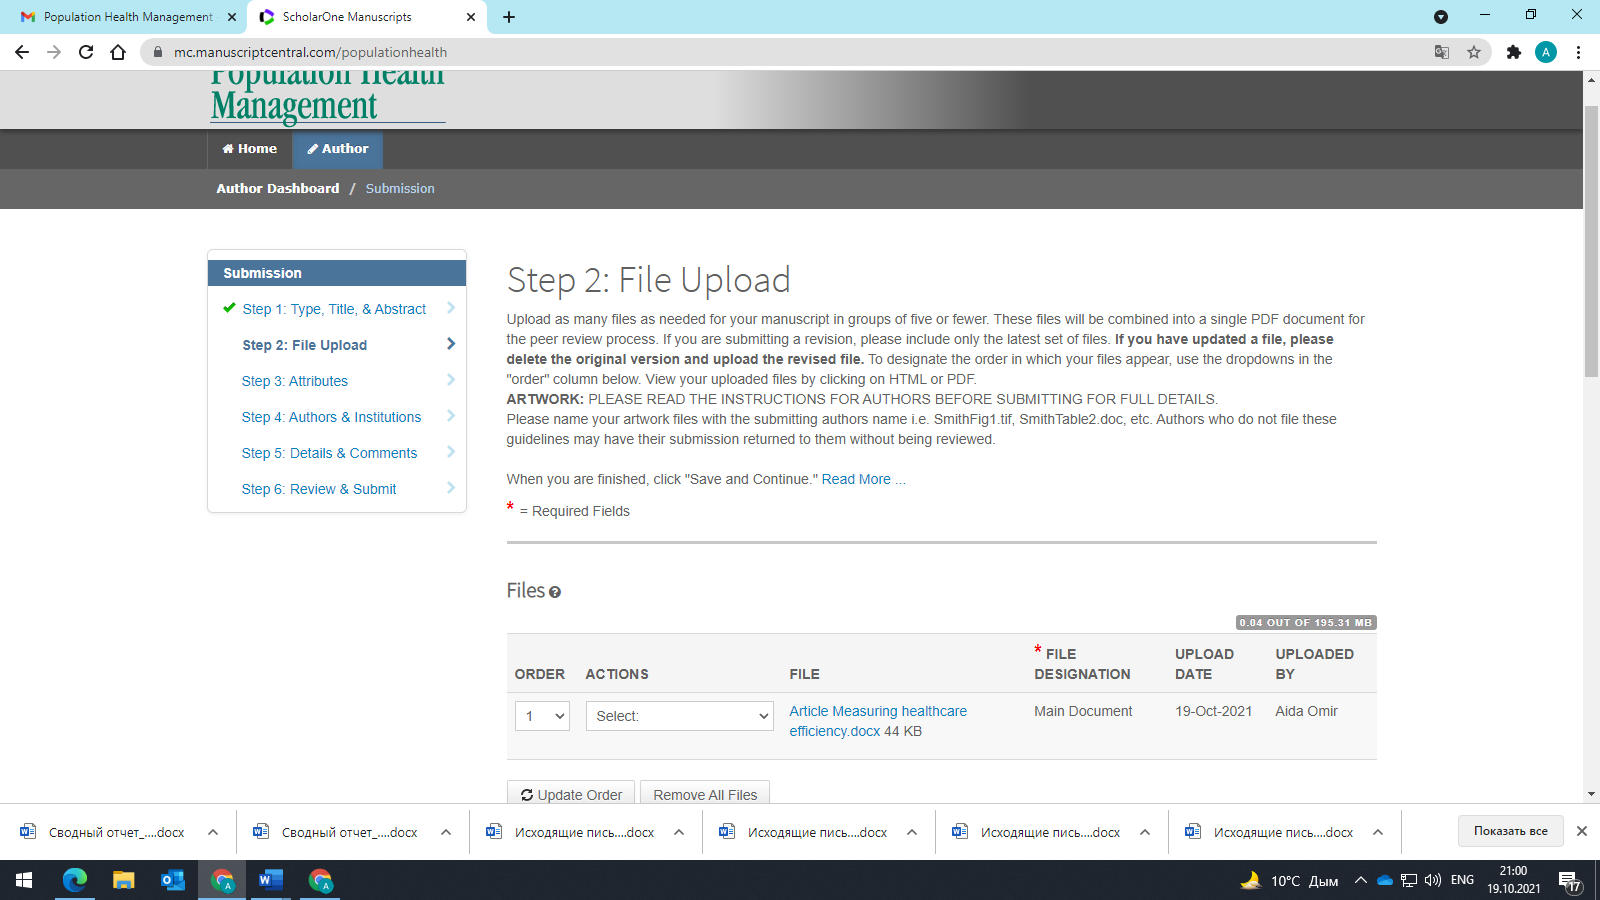 Population Health Management
ScholarOne Manuscripts
mc.manuscriptcentral.com/populationhealth
A
Population Health
Management
Home
Author
Author Dashboard / Submission
Submission
Step 1: Type, Title, & Abstract
Step 2: File Upload
Step 3: Attributes
Step 4: Authors & Institutions
Step 5: Details & Comments
Step 6: Review & Submit
Step 2: File Upload
Upload as many files as needed for your manuscript in groups of five or fewer. These files will be combined into a single PDF document for
the peer review process. If you are submitting a revision, please include only the latest set of files. If you have updated a file, please
delete the original version and upload the revised file. To designate the order in which your files appear, use the dropdowns in the
"order" column below. View your uploaded files by clicking on HTML or PDF.
ARTWORK: PLEASE READ THE INSTRUCTIONS FOR AUTHORS BEFORE SUBMITTING FOR FULL DETAILS.
Please name your artwork files with the submitting authors name i.e. SmithFig1.tif, SmithTable2.doc, etc. Authors who do not file these
guidelines may have their submission returned to them without being reviewed.
When you are finished, click "Save and Continue." Read More ...
* = Required Fields
Files
0.04 OUT OF 195.31 MB
ORDER ACTIONS FILE * FILE DESIGNATION UPLOAD DATE UPLOADED BY
1 Select: Article Measuring healthcare efficiency.docx 44 KB Main Document 19-Oct-2021 Aida Omir
Update Order Remove All Files
Сводный отчет_....docx
Сводный отчет_....docx
Исходящие пись....docx
Исходящие пись....docx
Исходящие пись....docx
Исходящие пись....docx
Показать все
10°C Дым
ENG
21:00
19.10.2021
17